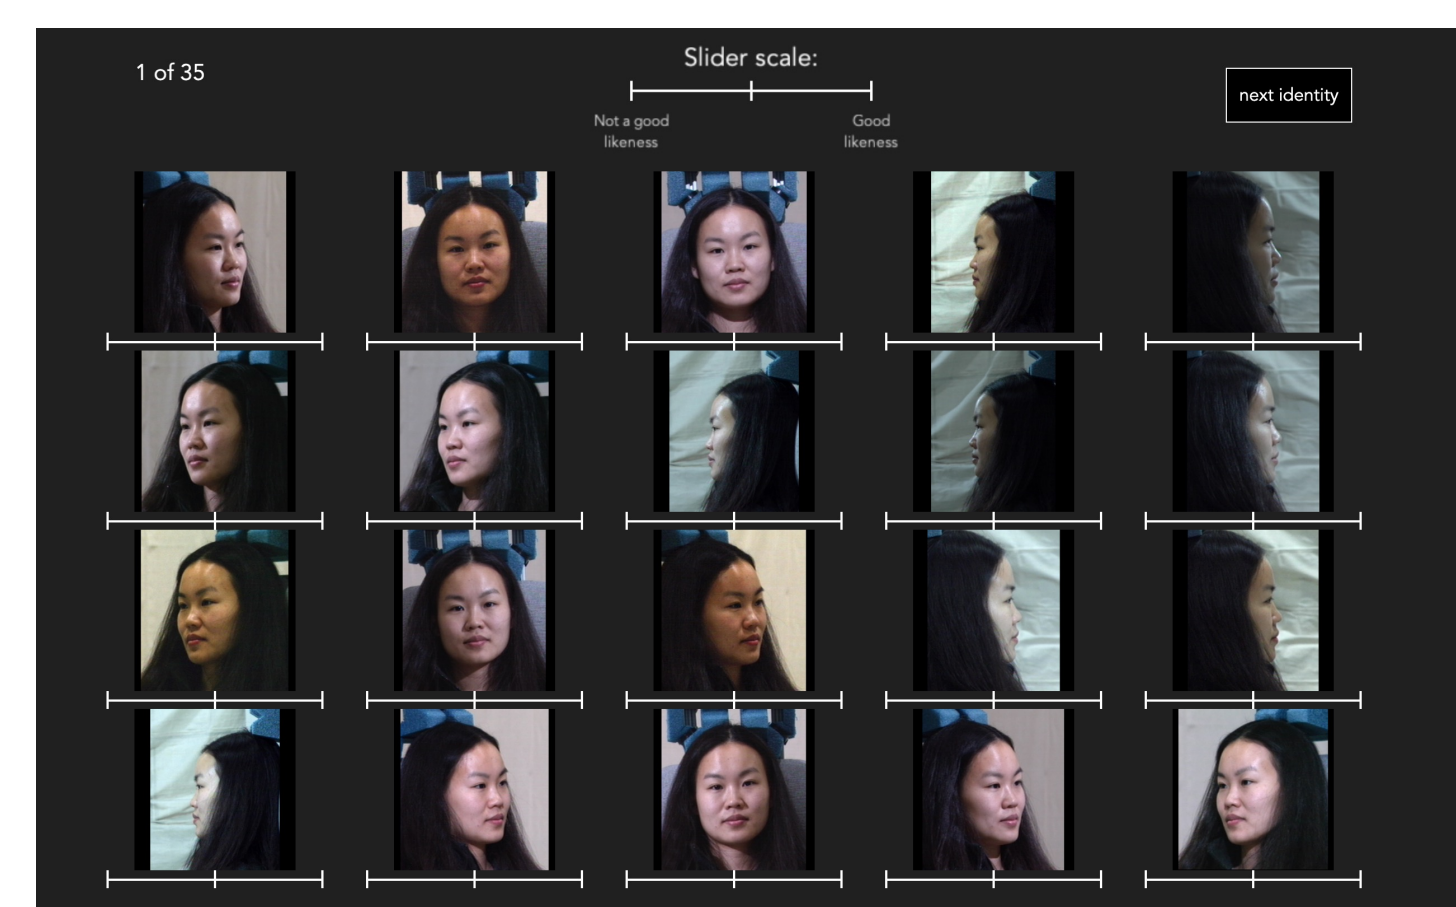 1 of 35
Slider scale:
next identity
Not a good
likeness
Good
likeness